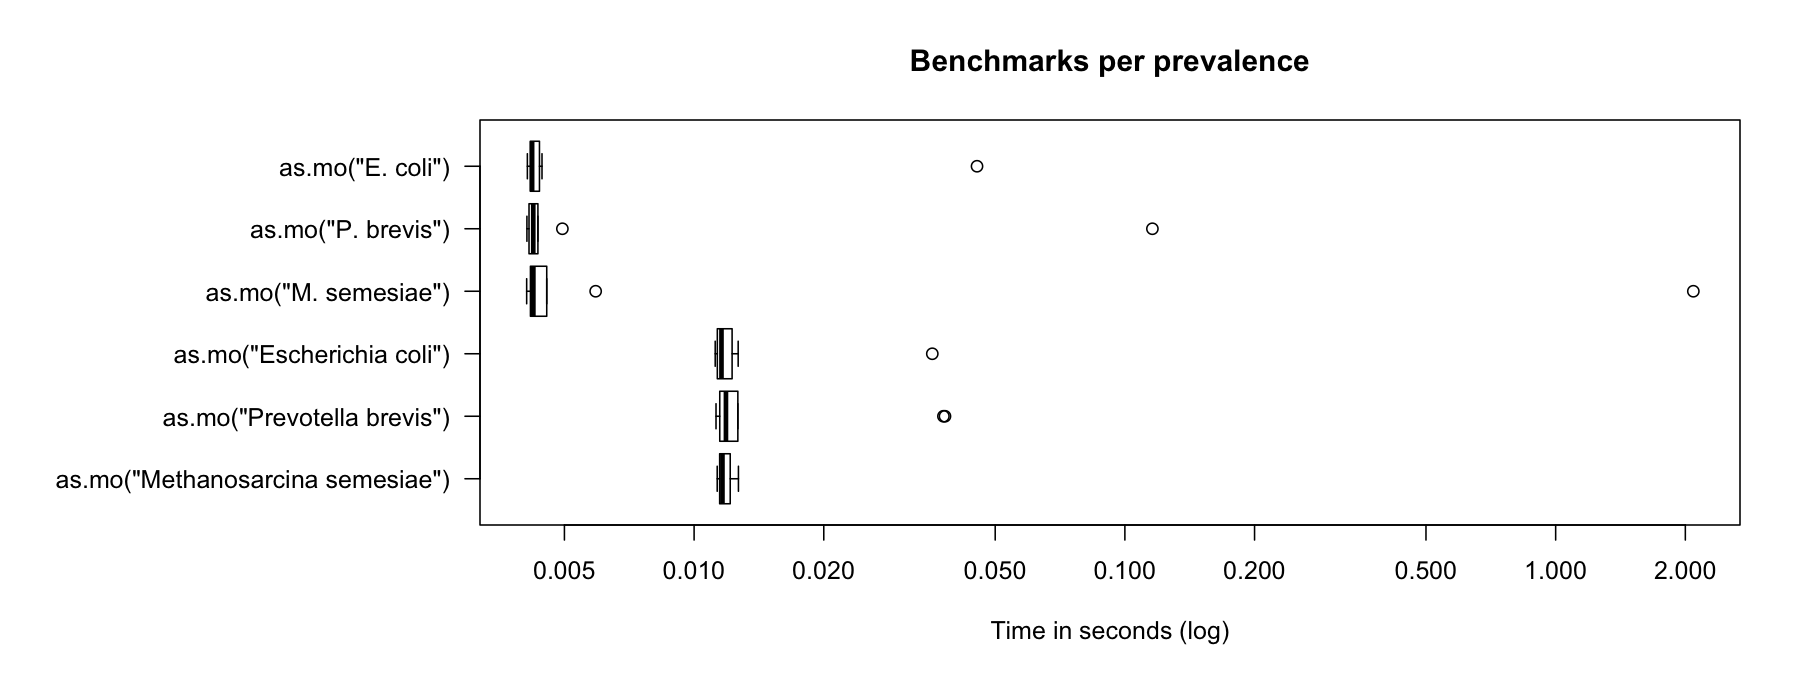 Benchmarks per prevalence
as.mo("E. coli")
as.mo("P. brevis")
as.mo("M. semesiae")
as.mo("Escherichia coli")
as.mo("Prevotella brevis")
as.mo("Methanosarcina semesiae")
0.005 0.010 0.020 0.050 0.100 0.200 0.500 1.000 2.000
Time in seconds (log)